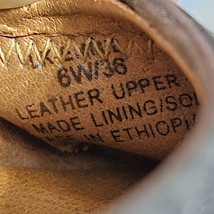 6W/36
LEATHER UPPER
MADE LINING/SO
IN ETHIOPI